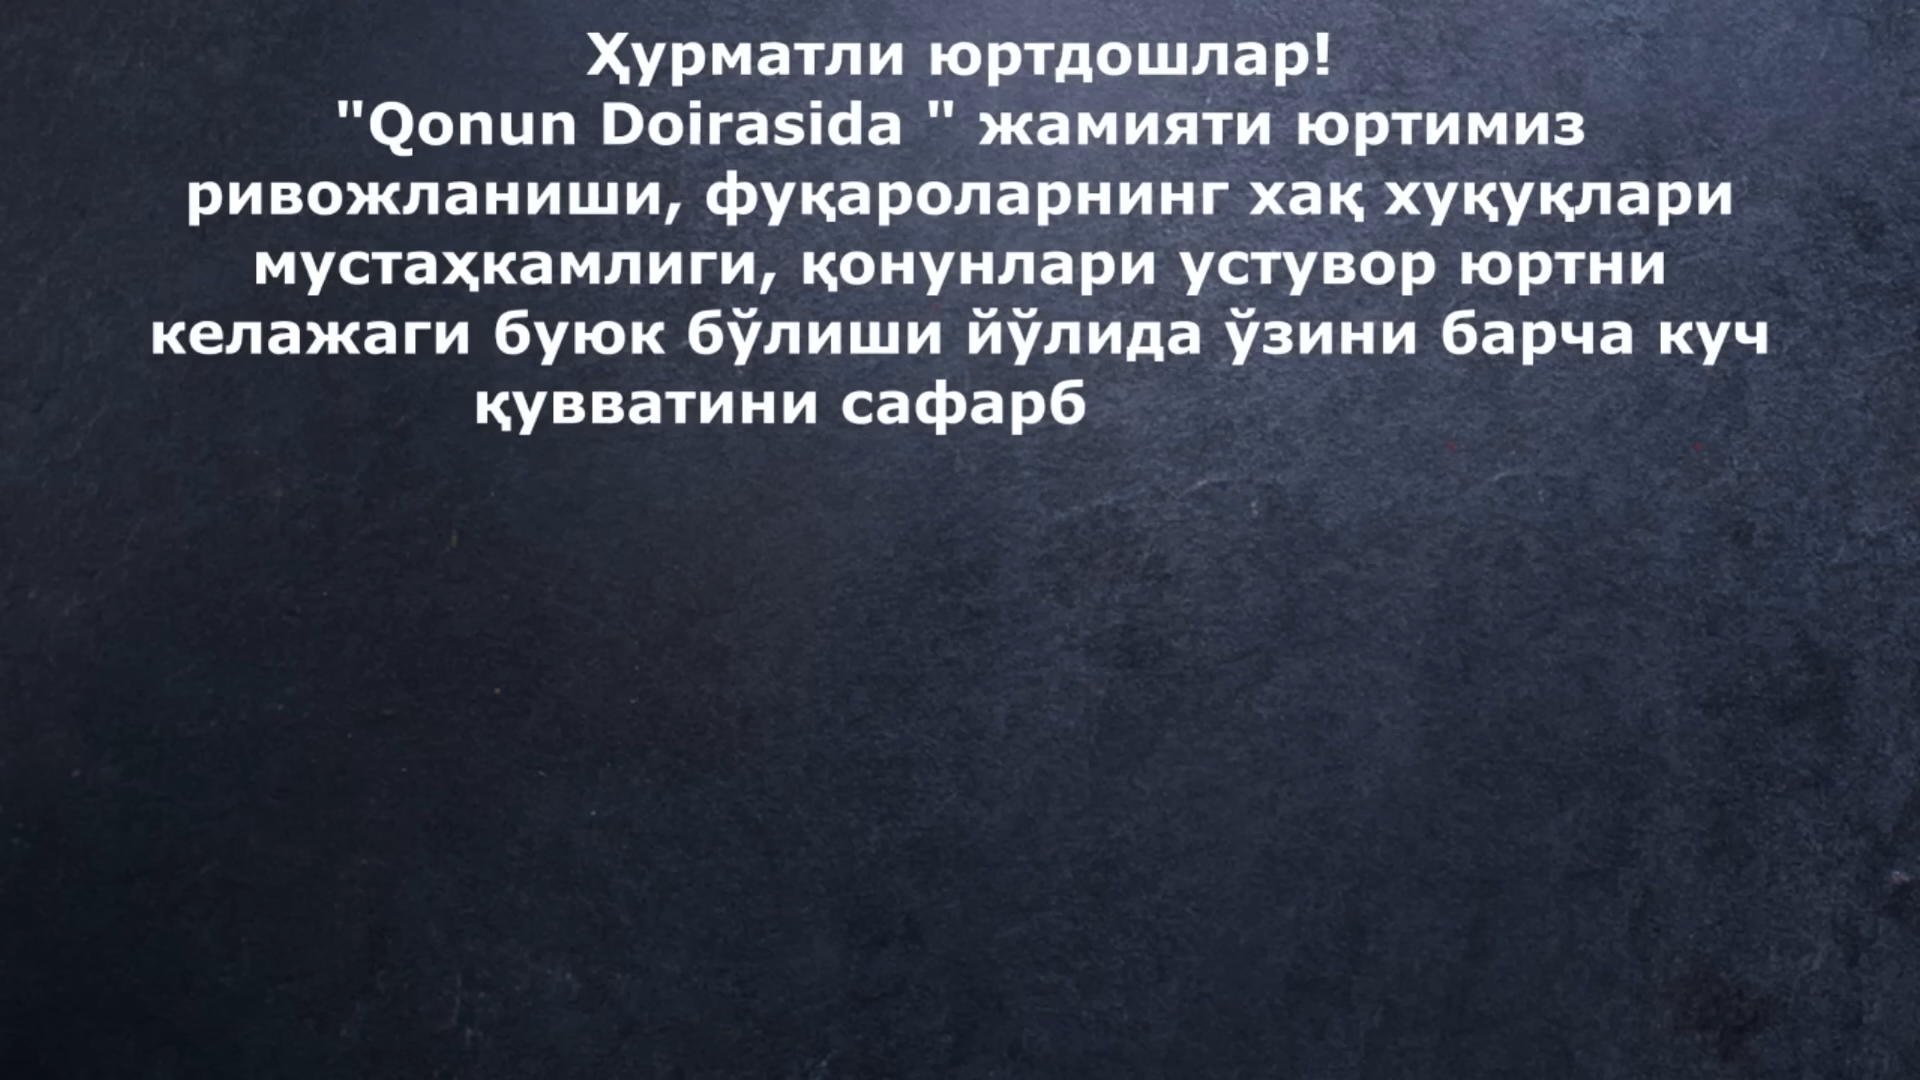 Ҳурматли юртдошлар!
"Qonun Doirasida " жамияти юртимиз
ривожланиши, фуқароларнинг хақ хуқуқлари
мустаҳкамлиги, қонунлари устувор юртни
келажаги буюк бўлиши йўлида ўзини барча куч
қувватини сафарб